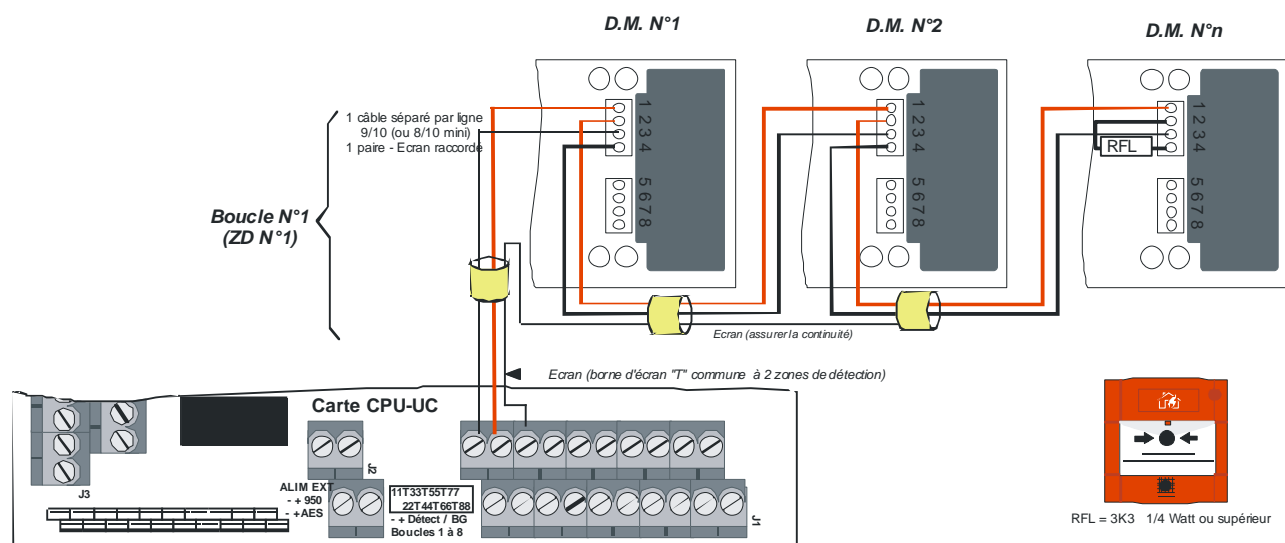 D.M. N°1
D.M. N°2
D.M. N°n
1 câble séparé par ligne
9/10 (ou 8/10 mini)
1 paire - Ecran raccordé
Boucle N°1
(ZD N°1)
1
2
3
4
5
6
7
8
1
2
3
4
5
6
7
8
1
2
3
4
5
6
7
8
RFL
Ecran (assurer la continuité)
Ecran (borne d'écran "T" commune à 2 zones de détection)
Carte CPU-UC
J3
J2
ALIM EXT
- + 950
- +AES
11T33T55T77
22T44T66T88
- + Détect / BG
Boucles 1 à 8
J1
RFL = 3K3 1/4 Watt ou supérieur